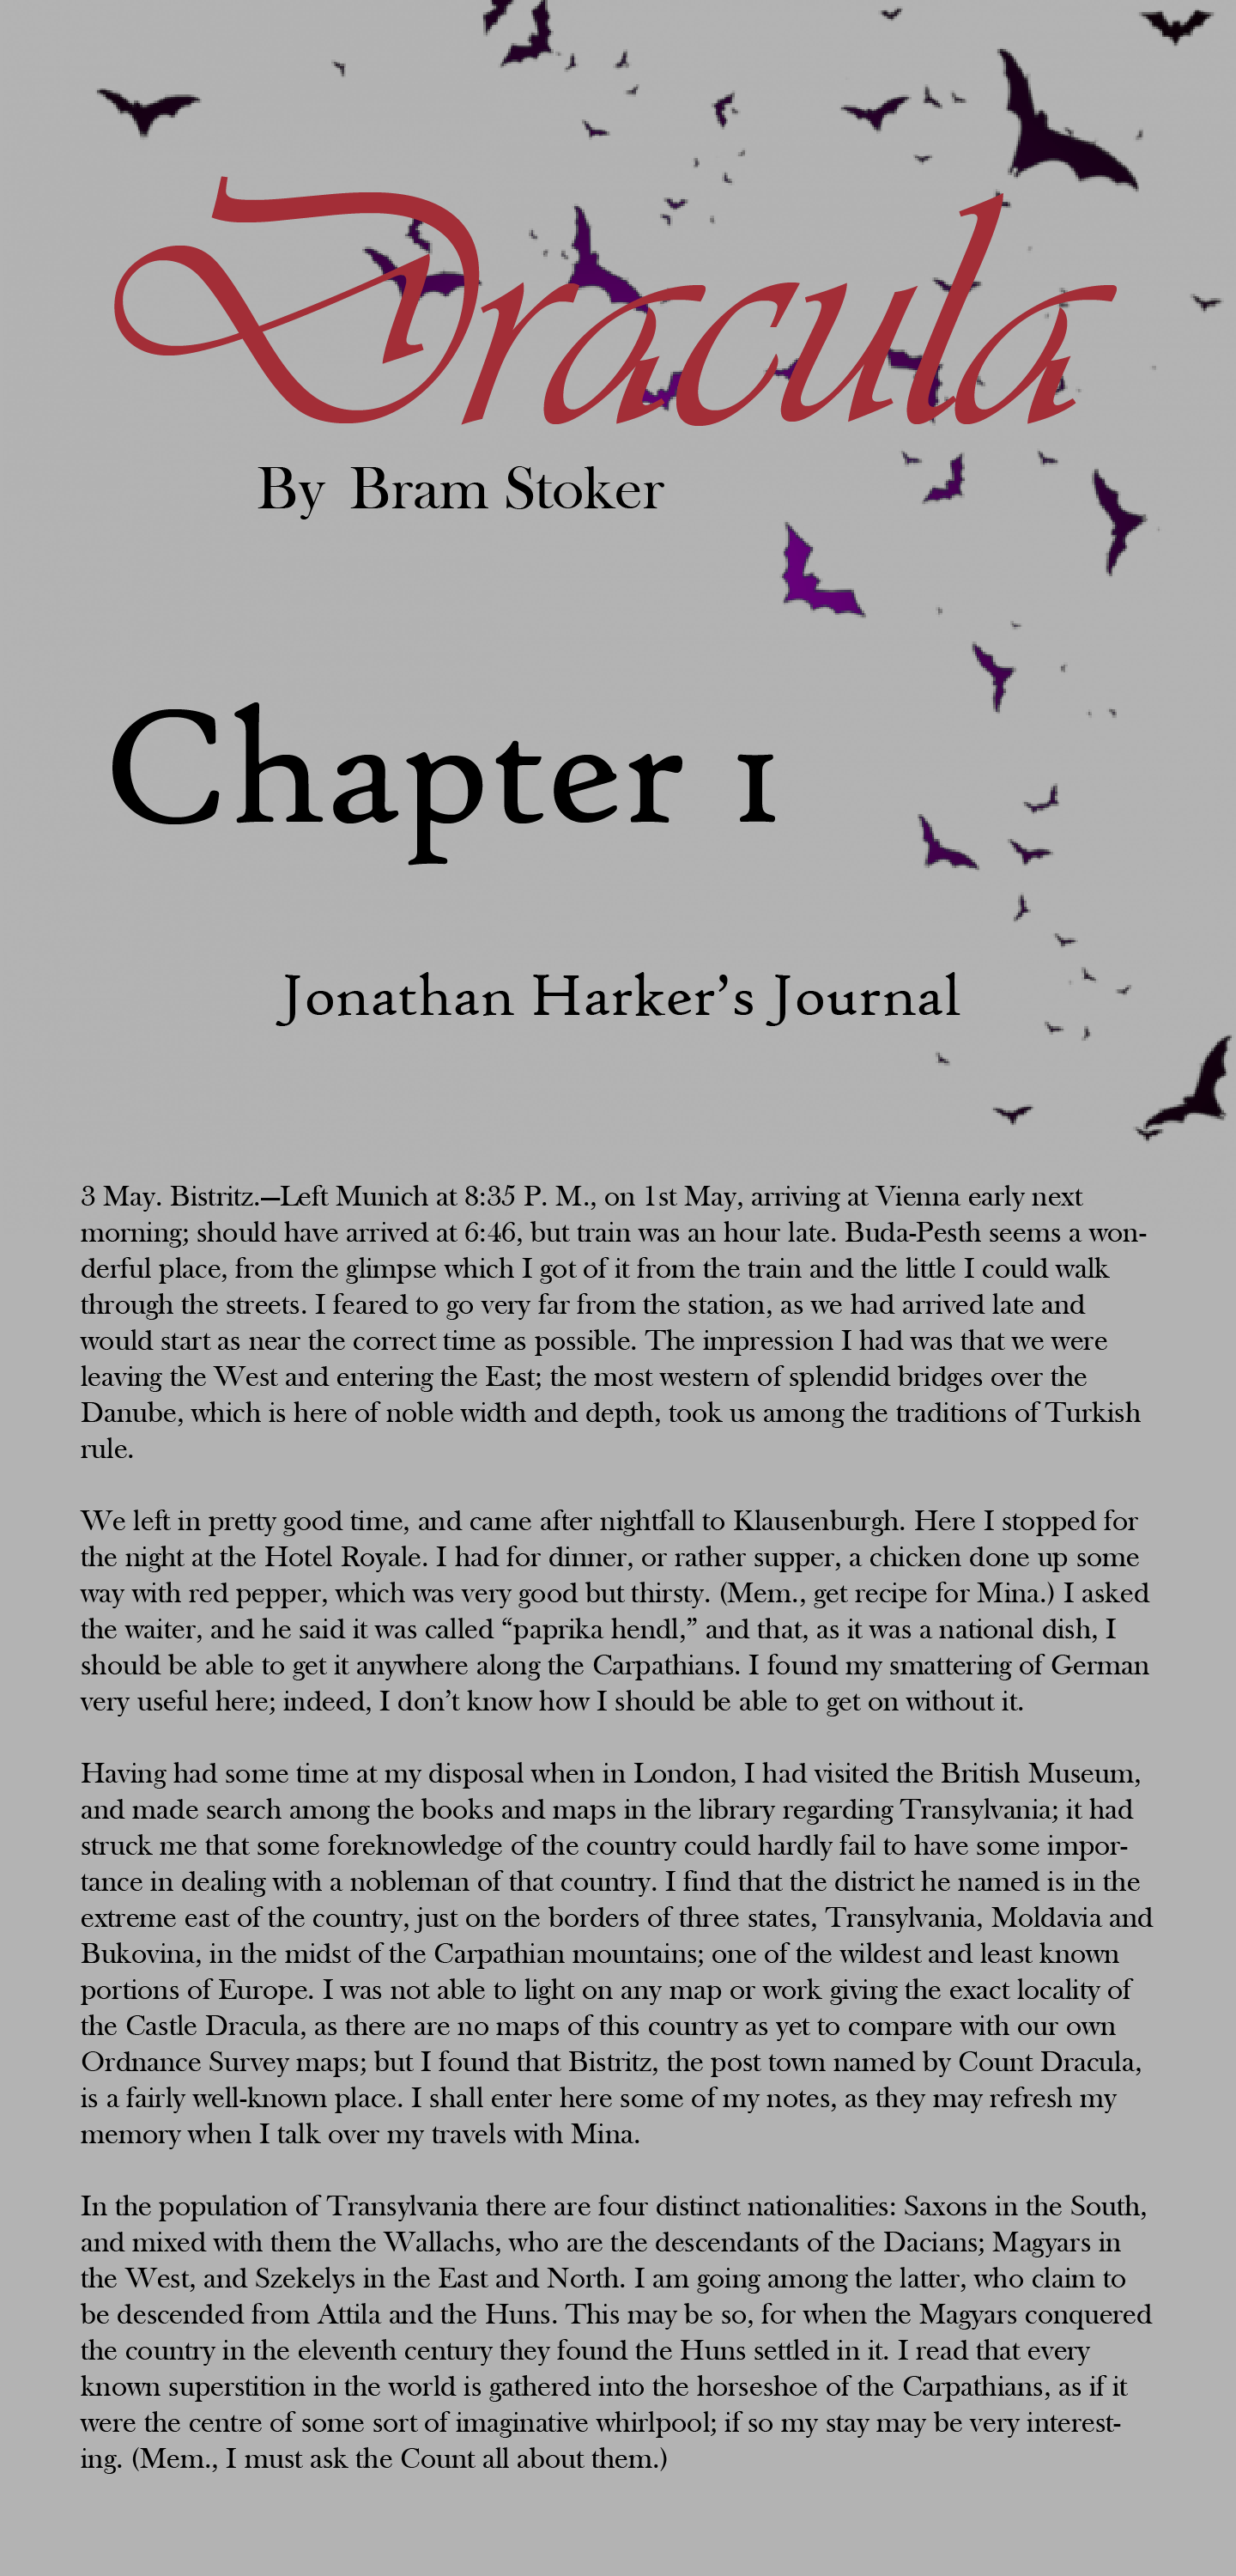 Dracula
By Bram Stoker
Chapter 1
Jonathan Harker’s Journal
3 May. Bistritz.—Left Munich at 8:35 P. M., on 1st May, arriving at Vienna early next
morning; should have arrived at 6:46, but train was an hour late. Buda-Pesth seems a won-
derful place, from the glimpse which I got of it from the train and the little I could walk
through the streets. I feared to go very far from the station, as we had arrived late and
would start as near the correct time as possible. The impression I had was that we were
leaving the West and entering the East; the most western of splendid bridges over the
Danube, which is here of noble width and depth, took us among the traditions of Turkish
rule.
We left in pretty good time, and came after nightfall to Klausenburgh. Here I stopped for
the night at the Hotel Royale. I had for dinner, or rather supper, a chicken done up some
way with red pepper, which was very good but thirsty. (Mem., get recipe for Mina.) I asked
the waiter, and he said it was called “paprika hendl,” and that, as it was a national dish, I
should be able to get it anywhere along the Carpathians. I found my smattering of German
very useful here; indeed, I don’t know how I should be able to get on without it.
Having had some time at my disposal when in London, I had visited the British Museum,
and made search among the books and maps in the library regarding Transylvania; it had
struck me that some foreknowledge of the country could hardly fail to have some impor-
tance in dealing with a nobleman of that country. I find that the district he named is in the
extreme east of the country, just on the borders of three states, Transylvania, Moldavia and
Bukovina, in the midst of the Carpathian mountains; one of the wildest and least known
portions of Europe. I was not able to light on any map or work giving the exact locality of
the Castle Dracula, as there are no maps of this country as yet to compare with our own
Ordnance Survey maps; but I found that Bistritz, the post town named by Count Dracula,
is a fairly well-known place. I shall enter here some of my notes, as they may refresh my
memory when I talk over my travels with Mina.
In the population of Transylvania there are four distinct nationalities: Saxons in the South,
and mixed with them the Wallachs, who are the descendants of the Dacians; Magyars in
the West, and Szekelys in the East and North. I am going among the latter, who claim to
be descended from Attila and the Huns. This may be so, for when the Magyars conquered
the country in the eleventh century they found the Huns settled in it. I read that every
known superstition in the world is gathered into the horseshoe of the Carpathians, as if it
were the centre of some sort of imaginative whirlpool; if so my stay may be very interest-
ing. (Mem., I must ask the Count all about them.)